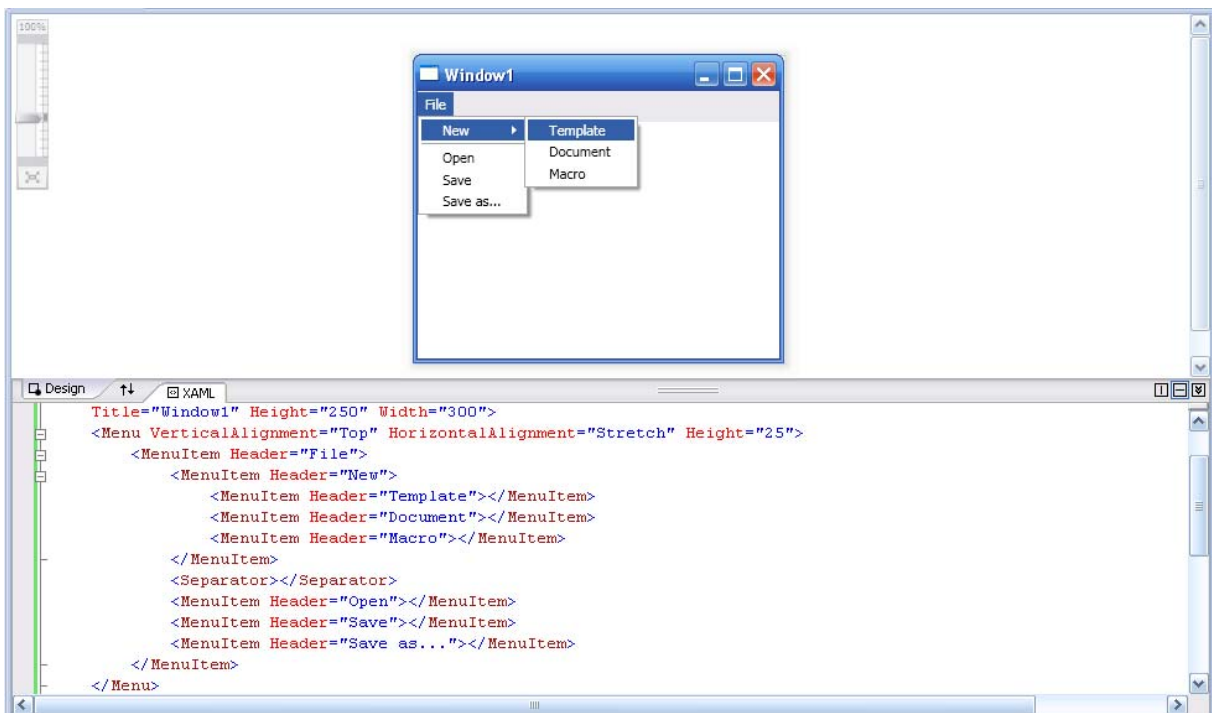 100%
Window1
File
New
Template
Document
Macro
Open
Save
Save as...
Design
XAML
Title="Window1" Height="250" Width="300">
<Menu VerticalAlignment="Top" HorizontalAlignment="Stretch" Height="25">
<MenuItem Header="File">
<MenuItem Header="New">
<MenuItem Header="Template"></MenuItem>
<MenuItem Header="Document"></MenuItem>
<MenuItem Header="Macro"></MenuItem>
</MenuItem>
<Separator></Separator>
<MenuItem Header="Open"></MenuItem>
<MenuItem Header="Save"></MenuItem>
<MenuItem Header="Save as..."></MenuItem>
</MenuItem>
</Menu>